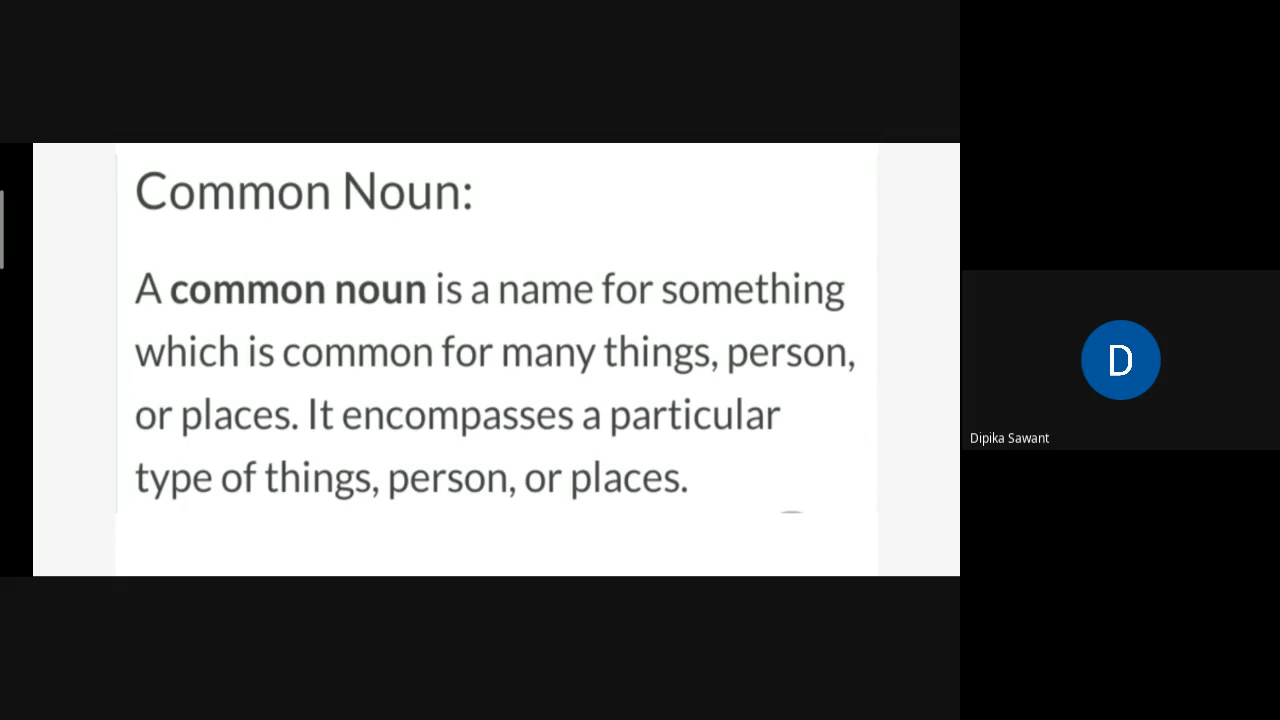 Common Noun:
A common noun is a name for something
which is common for many things, person,
or places. It encompasses a particular
type of things, person, or places.
D
Dipika Sawant